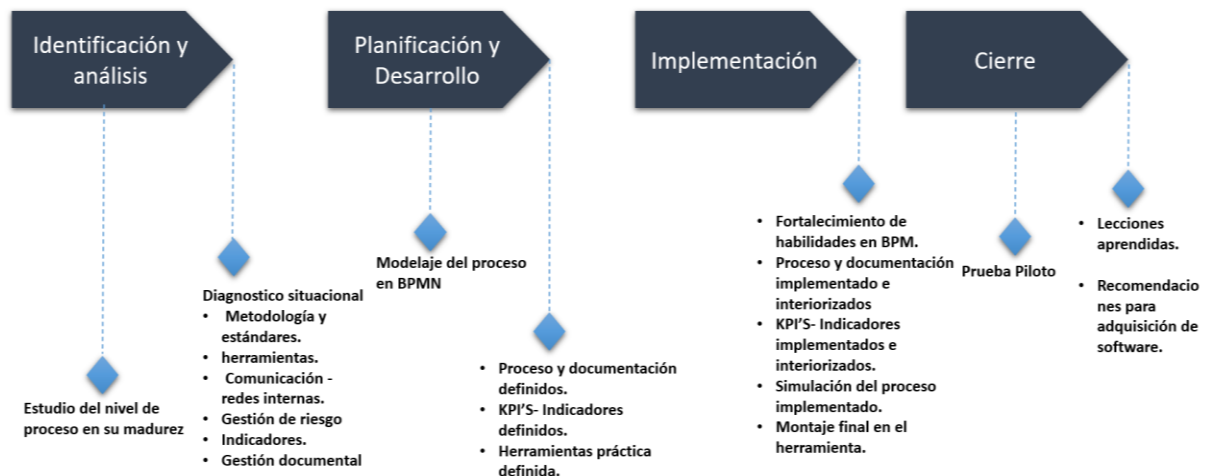 Identificación y
análisis
Planificación y
Desarrollo
Implementación
Cierre
Estudio del nivel de
proceso en su madurez
Diagnostico situacional
• Metodología y
estándares.
• herramientas.
• Comunicación -
redes internas.
• Gestión de riesgo
• Indicadores.
• Gestión documental
Modelaje del proceso
en BPMN
• Proceso y documentación
definidos.
• KPI'S- Indicadores
definidos.
• Herramientas práctica
definida.
• Fortalecimiento de
habilidades en BPM.
• Proceso y documentación
implementado e
interiorizados
• KPI'S- Indicadores
implementados e
interiorizados.
• Simulación del proceso
implementado.
• Montaje final en el
herramienta.
Prueba Piloto
• Lecciones
aprendidas.
• Recomendacio
nes para
adquisición de
software.